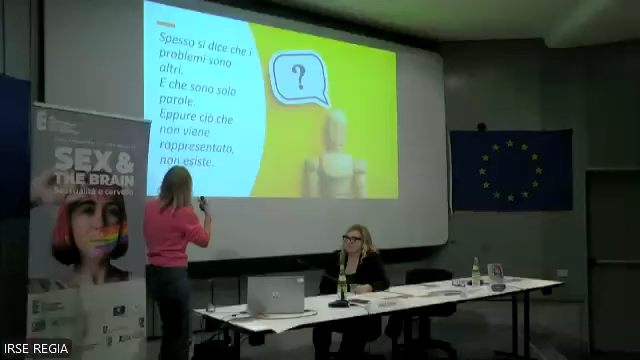 Spesso si dice che i
problemi sono
altri.
E che sono solo
parole.
Eppure ciò che
non viene
rappresentato,
non esiste.
?
SEX &
THE BRAIN
Sessualità e cervello
IRSE REGIA